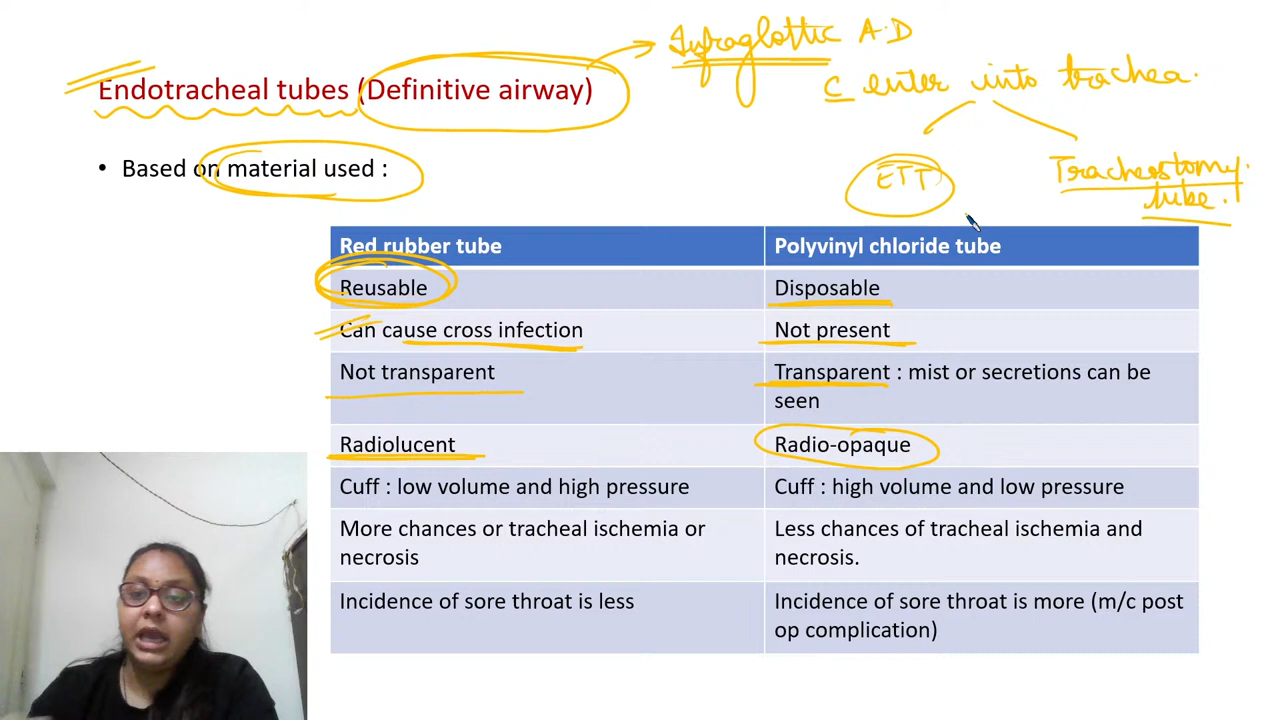 Infraglottic A.D
Endotracheal tubes (Definitive airway)
c enter into trachea.
• Based on material used :
ETT
Tracheostomy
tube.
Red rubber tube
Polyvinyl chloride tube
Reusable
Disposable
Can cause cross infection
Not present
Not transparent
Transparent : mist or secretions can be
seen
Radiolucent
Radio-opaque
Cuff : low volume and high pressure
Cuff : high volume and low pressure
More chances or tracheal ischemia or
necrosis
Less chances of tracheal ischemia and
necrosis.
Incidence of sore throat is less
Incidence of sore throat is more (m/c post
op complication)